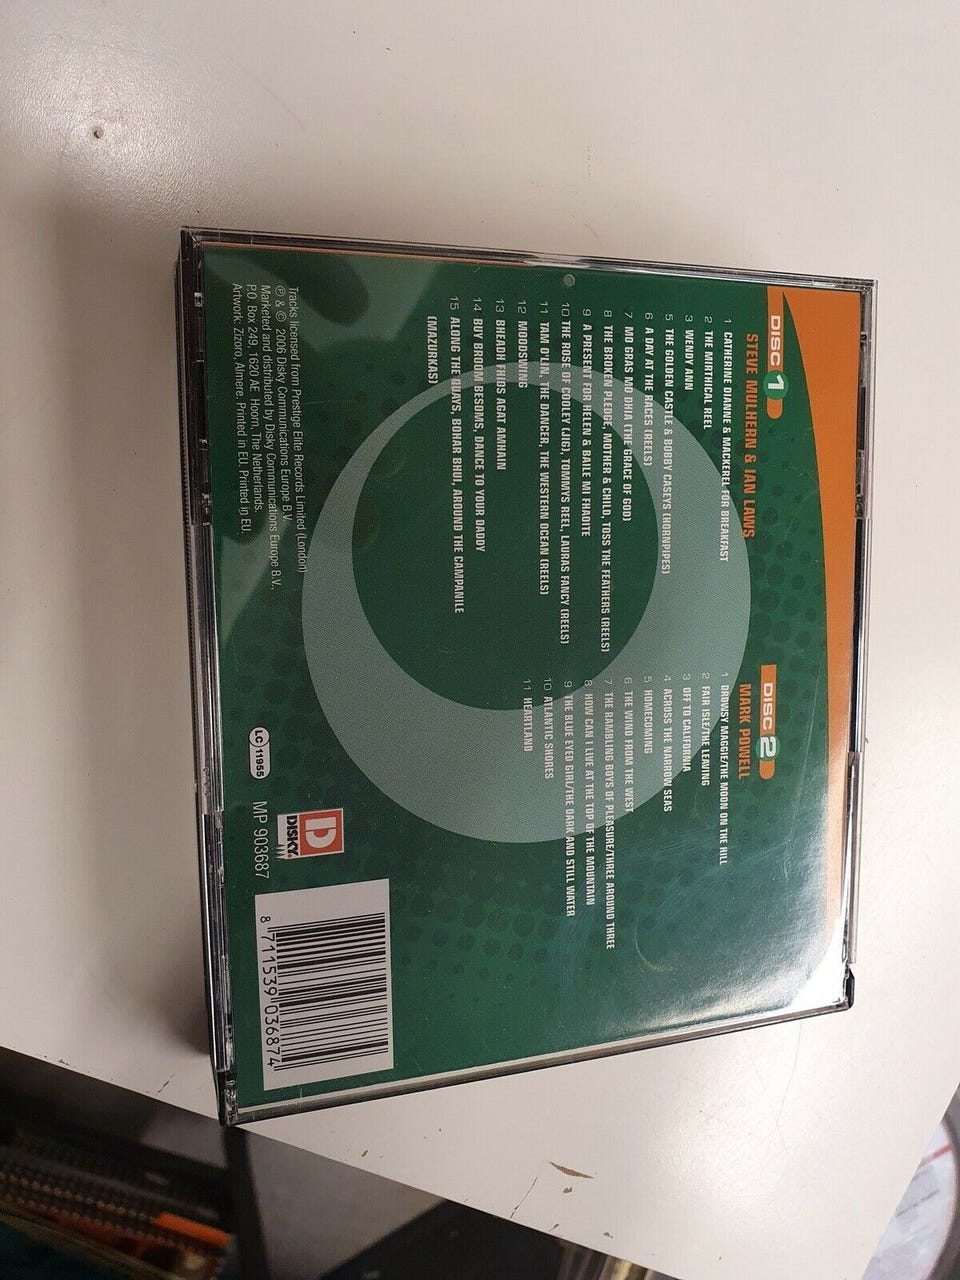 DISC 1
STEVE MULHERN & IAN LAWS
1 CATHERINE DIANNE & MACKEREL FOR BREAKFAST
2 THE MIRTHICAL REEL
3 WENDY ANN
5 THE GOLDEN CASTLE & BOBBY CASEYS (HORNPIPES)
6 A DAY AT THE RACES (REELS)
7 MO GRAS MO DHIA (THE GRACE OF GOD)
8 THE BROKEN PLEDGE, MOTHER & CHILD, TOSS THE FEATHERS (REELS)
9 A PRESENT FOR HELEN & BAILE MI FHAOITE
10 THE ROSE OF COOLEY (JIG), TOMMYS REEL, LAURAS FANCY (REELS)
11 TAM O'LIN, THE DANCER, THE WESTERN OCEAN (REELS)
12 MOODSWING
13 BHEADH FHIOS AGAT AMHAIN
14 BUY BROOM BESOMS, DANCE TO YOUR DADDY
15 ALONG THE QUAYS, BOHAR BHUI, AROUND THE CAMPANILE
(MAZURKAS)
DISC 2
MARK POWELL
1 DROWSY MAGGIE/THE MOON ON THE HILL
2 FAIR ISLE/THE LEAVING
3 OFF TO CALIFORNIA
4 ACROSS THE NARROW SEAS
5 HOMECOMING
6 THE WIND FROM THE WEST
7 THE RAMBLING BOYS OF PLEASURE/THREE AROUND THREE
8 HOW CAN I LIVE AT THE TOP OF THE MOUNTAIN
9 THE BLUE EYED GIRL/THE DARK AND STILL WATER
10 ATLANTIC SHORES
11 HEARTLAND
Tracks licensed from Prestige Elite Records Limited (London)
℗ & © 2006 Disky Communications Europe B.V.
Marketed and distributed by Disky Communications Europe B.V.,
P.O. Box 249, 1620 AE Hoorn, The Netherlands.
Artwork: Zizoro, Almere. Printed in EU. Printed in EU.
LC 11955
MP 903687
D
DISKY
8 711539 036874